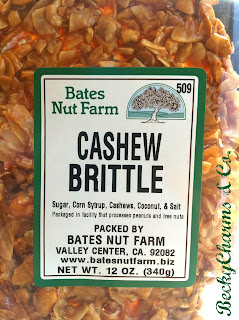 Bates
Nut Farm
509
CASHEW
BRITTLE
Sugar, Corn Sytrup, Cashews, Coconut, & Salt
Packaged in facility that processes peanuts and tree nuts
PACKED BY
BATES NUT FARM
VALLEY CENTER, CA. 92082
www.batesnutfarm.biz
NET WT. 12 OZ. (340g)
BeckyCharms & Co.